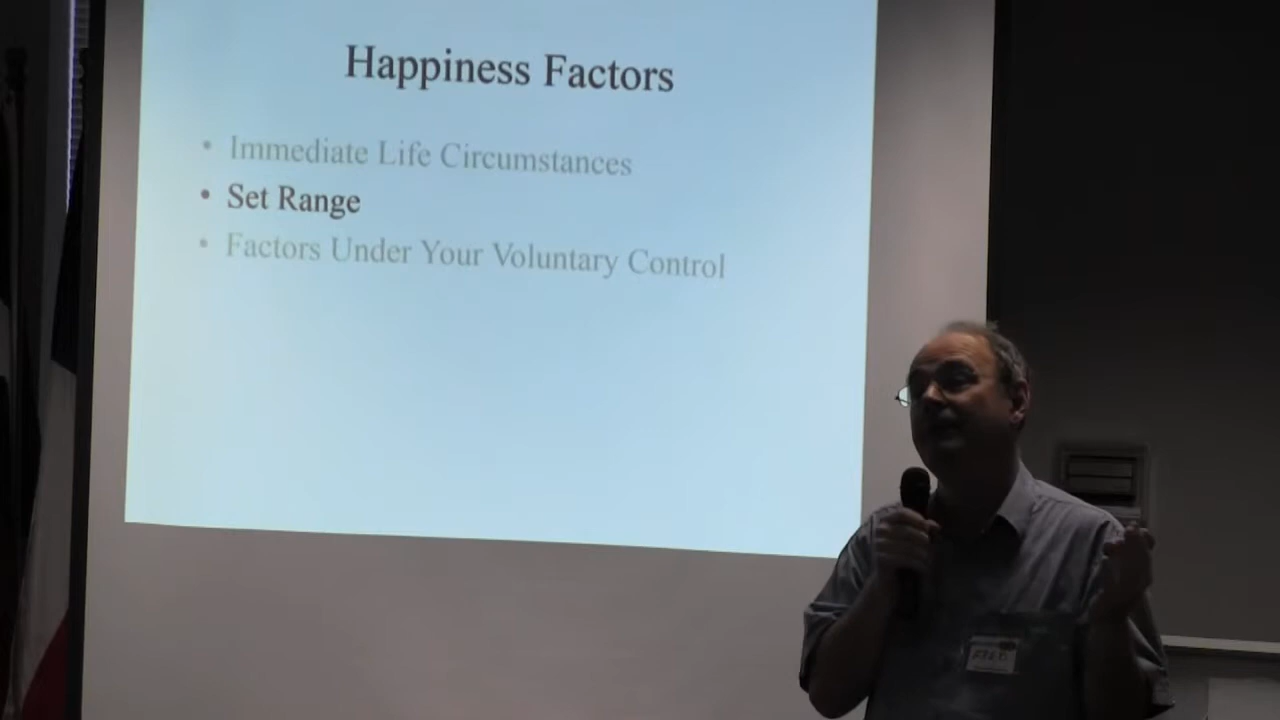 Happiness Factors
• Immediate Life Circumstances
• Set Range
• Factors Under Your Voluntary Control